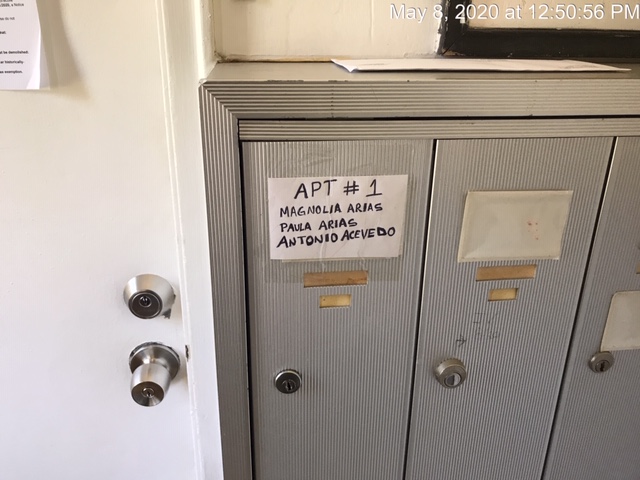 May 8, 2020 at 12:50:56 PM
APT # 1
MAGNOLIA ARIAS
PAULA ARIAS
ANTONIO ACEVEDO